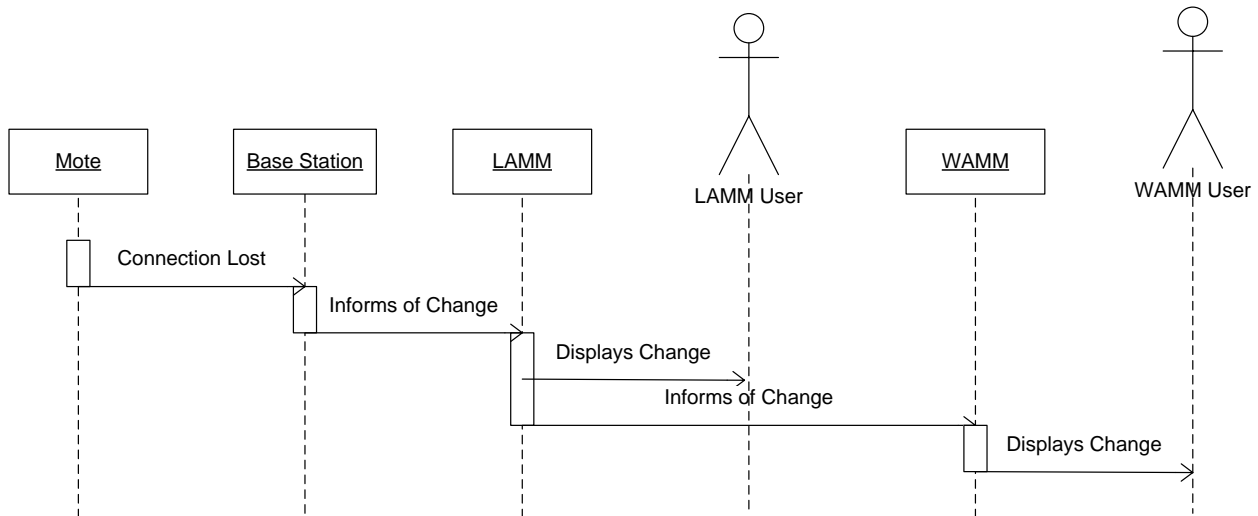 Mote
Base Station
LAMM
LAMM User
WAMM
WAMM User
Connection Lost
Informs of Change
Displays Change
Informs of Change
Displays Change